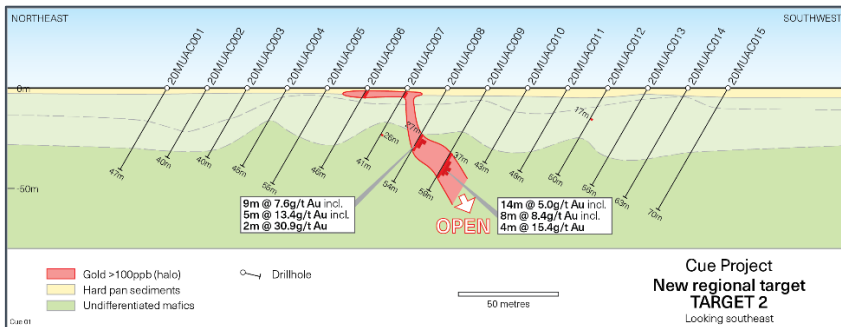 NORTHEAST
SOUTHWEST
20MUAC001
20MUAC002
20MUAC003
20MUAC004
20MUAC005
20MUAC006
20MUAC007
20MUAC008
20MUAC009
20MUAC010
20MUAC011
20MUAC012
20MUAC013
20MUAC014
20MUAC015
0m
17m
27m
26m
37m
47m
40m
40m
45m
41m
54m
59m
43m
49m
50m
56m
63m
70m
-50m
9m @ 7.6g/t Au incl.
5m @ 13.4g/t Au incl.
2m @ 30.9g/t Au
14m @ 5.0g/t Au incl.
8m @ 8.4g/t Au incl.
4m @ 15.4g/t Au
OPEN
Gold >100ppb (halo)
Drillhole
Hard pan sediments
Undifferentiated mafics
50 metres
Cue Project
New regional target
TARGET 2
Looking southeast
Cue 01